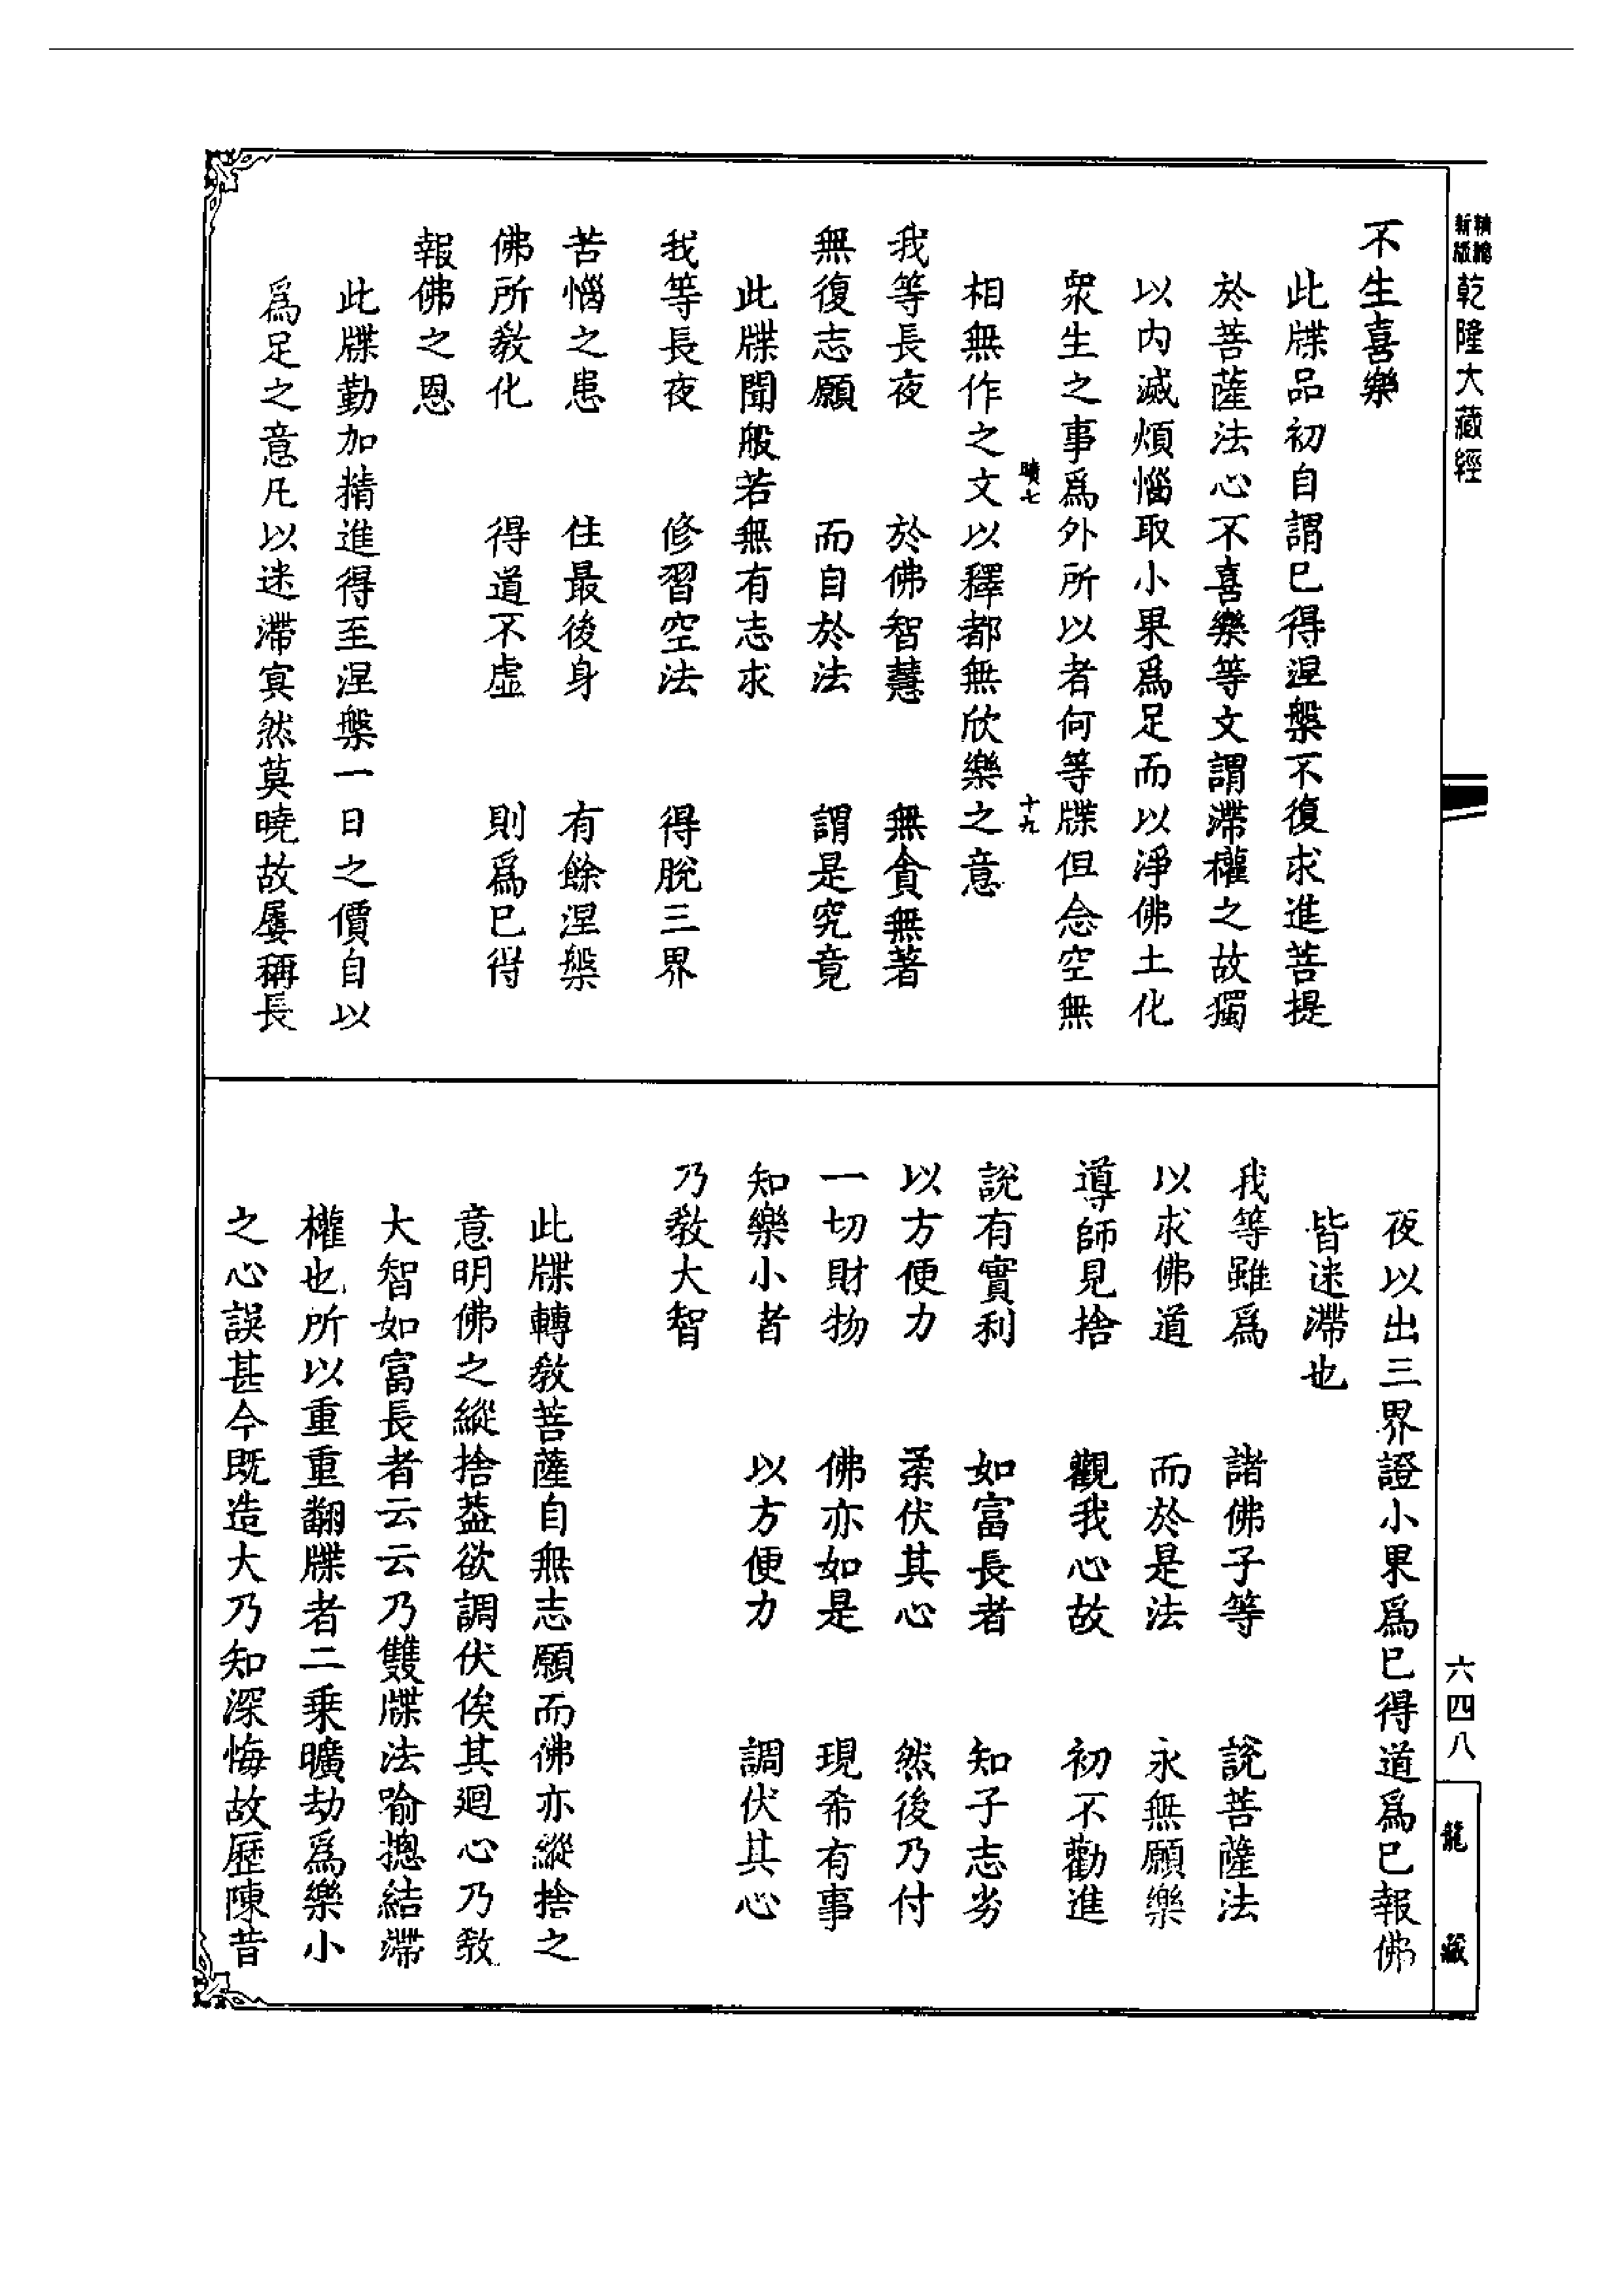 新版
精縮
乾隆大藏經
不生喜樂
此牒品初自謂已得涅槃不復求進菩提
於菩薩法心不喜樂等文謂滯權之故獨
以内滅煩惱取小果爲足而以淨佛土化
衆生之事爲外所以者何等牒但念空無
曠七
十九
相無作之文以釋都無欣樂之意
我等長夜 於佛智慧 無貪無著
無復志願 而自於法 謂是究竟
此牒聞般若無有志求
我等長夜 修習空法 得脫三界
苦惱之患 住最後身 有餘涅槃
佛所敎化 得道不虛 則爲已得
報佛之恩
此牒勤加精進得至涅槃一日之價自以
爲足之意凡以迷滯寘然莫曉故屢稱長
夜以出三界證小果爲已得道爲已報佛
皆迷滯也
我等雖爲 諸佛子等 說菩薩法
以求佛道 而於是法 永無願樂
導師見捨 觀我心故 初不勸進
說有實利 如富長者 知子志劣
以方便力 柔伏其心 然後乃付
一切財物 佛亦如是 現希有事
知樂小者 以方便力 調伏其心
乃敎大智
此牒轉敎菩薩自無志願而佛亦縱捨之
意明佛之縱捨葢欲調伏俟其廻心乃敎
大智如富長者云云乃雙牒法喻摠結滯
權也所以重重翻牒者二乘曠劫爲樂小
之心誤甚今既造大乃知深悔故歷陳昔
六四八
龍藏